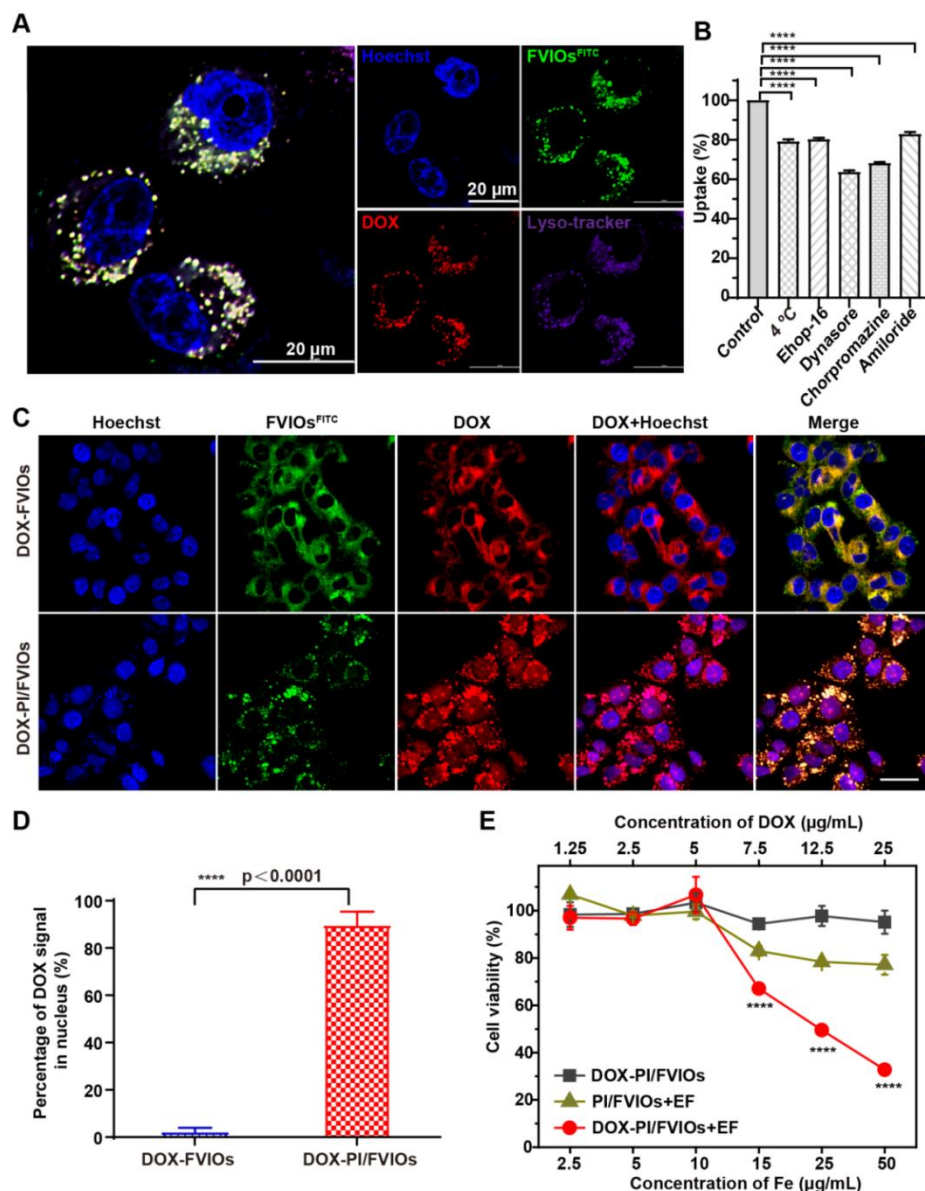 A
Hoechst
FVIOsFITC
20 μm
DOX
Lyso-tracker
20 μm
B
****
****
****
****
****
Uptake (%)
100
80
60
40
20
0
Control
4 ºC
Ehop-16
Dynasore
Chorpromazine
Amiloride
C
Hoechst
FVIOsFITC
DOX
DOX+Hoechst
Merge
DOX-FVIOs
DOX-PI/FVIOs
D
**** p<0.0001
Percentage of DOX signal
in nucleus (%)
100
80
60
40
20
0
DOX-FVIOs
DOX-PI/FVIOs
E
Concentration of DOX (μg/mL)
1.25 2.5 5 7.5 12.5 25
Cell viability (%)
120
100
80
60
40
20
0
****
****
****
DOX-PI/FVIOs
PI/FVIOs+EF
DOX-PI/FVIOs+EF
2.5 5 10 15 25 50
Concentration of Fe (μg/mL)